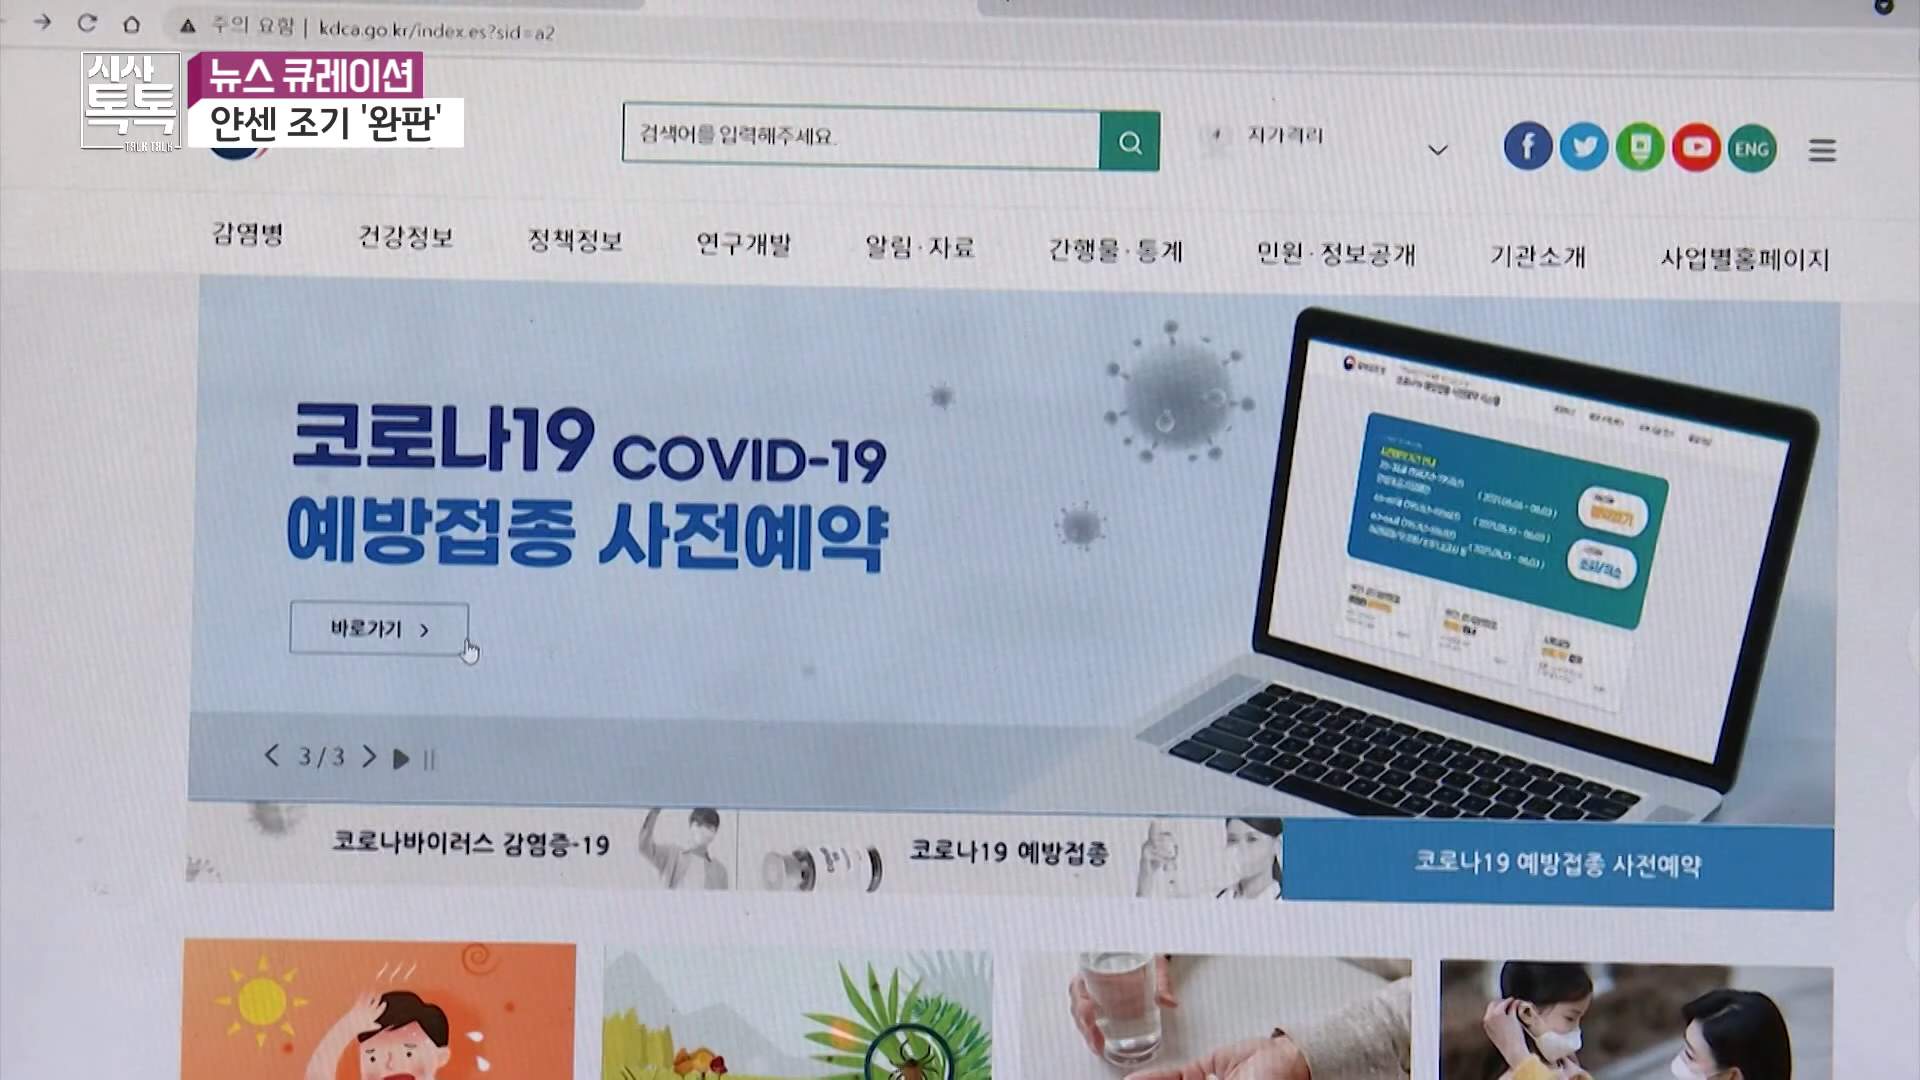 주의 요함 | kdca.go.kr/index.es?sid=a2
시사
톡톡
TALK TALK
뉴스 큐레이션
얀센 조기 '완판'
검색어를 입력해주세요.
자가격리
ENG
감염병 건강정보 정책정보 연구개발 알림·자료 간행물·통계 민원·정보공개 기관소개 사업별홈페이지
코로나19 COVID-19
예방접종 사전예약
바로가기 >
3/3
코로나바이러스 감염증-19
코로나19 예방접종
코로나19 예방접종 사전예약